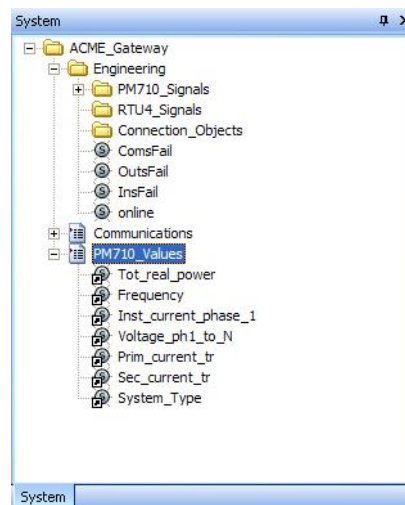 System
ACME_Gateway
Engineering
PM710_Signals
RTU4_Signals
Connection_Objects
ComsFail
OutsFail
InsFail
online
Communications
PM710_Values
Tot_real_power
Frequency
Inst_current_phase_1
Voltage_ph1_to_N
Prim_current_tr
Sec_current_tr
System_Type
System